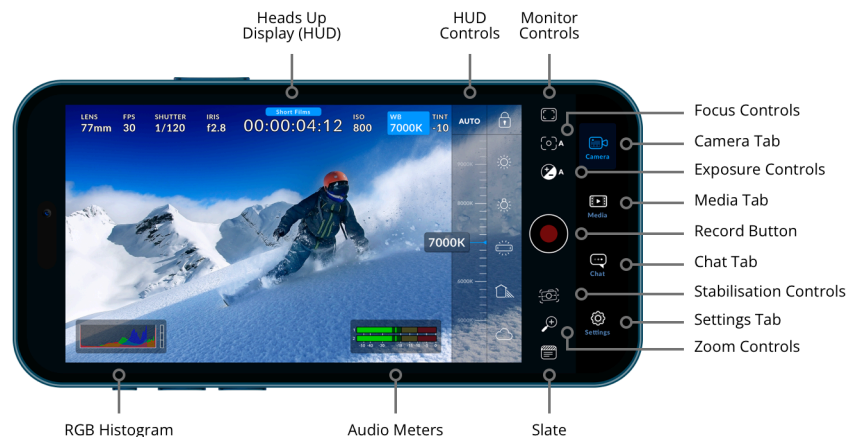 Heads Up
Display (HUD)
HUD
Controls
Monitor
Controls
Short Films
LENS FPS SHUTTER IRIS 00:00:04:12 ISO WB TINT
77mm 30 1/120 f2.8 800 7000K -10
AUTO
A
A
7000K
Camera
Media
Chat
Settings
Focus Controls
Camera Tab
Exposure Controls
Media Tab
Record Button
Chat Tab
Stabilisation Controls
Settings Tab
Zoom Controls
RGB Histogram
Audio Meters
Slate